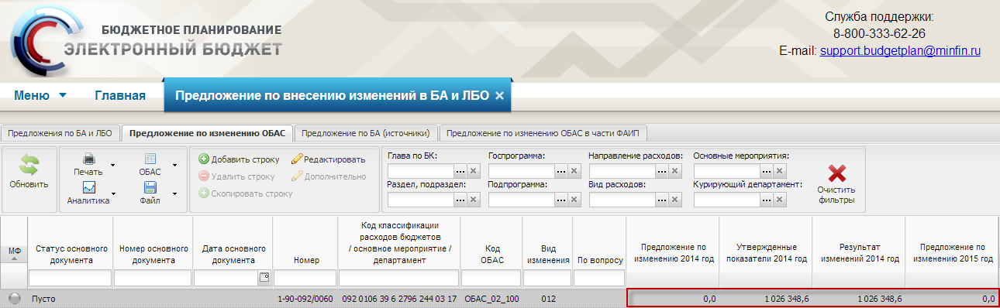 Служба поддержки:
8-800-333-62-26
E-mail: support.budgetplan@minfin.ru
БЮДЖЕТНОЕ ПЛАНИРОВАНИЕ
ЭЛЕКТРОННЫЙ БЮДЖЕТ
Меню Главная Предложение по внесению изменений в БА и ЛБО
Предложения по БА и ЛБО Предложение по изменению ОБАС Предложение по БА (источники) Предложение по изменению ОБАС в части ФАИП
Обновить
Печать ОБАС
Аналитика Файл
Добавить строку Редактировать
Удалить строку Дополнительно
Скопировать строку
Глава по БК: Госпрограмма: Направление расходов: Основные мероприятия:
Раздел, подраздел: Подпрограмма: Вид расходов: Курирующий департамент:
Очистить
фильтры
МФ
Статус основного
документа
Номер основного
документа
Дата основного
документа
Номер
Код классификации
расходов бюджетов
/ основное мероприятие /
департамент
Код
ОБАС
Вид
изменения
По вопросу
Предложение по
изменению 2014 год
Утвержденные
показатели 2014 год
Результат
изменений 2014 год
Предложение по
изменению 2015 год
Пусто 1-90-092/0060 092 0106 39 6 2796 244 03 17 ОБАС_02_100 012 0,0 1 026 348,6 1 026 348,6 0,0